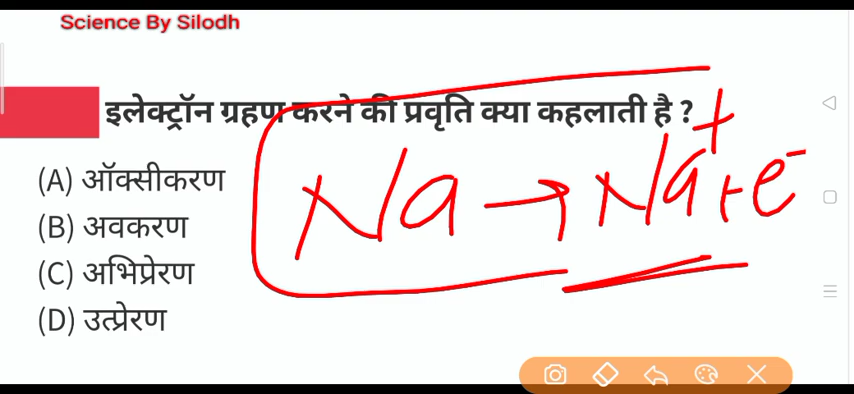 Science By Silodh
इलेक्ट्रॉन ग्रहण करने की प्रवृति क्या कहलाती है ?
(A) ऑक्सीकरण
(B) अवकरण
(C) अभिप्रेरण
(D) उत्प्रेरण
Na → Na⁺ + e⁻